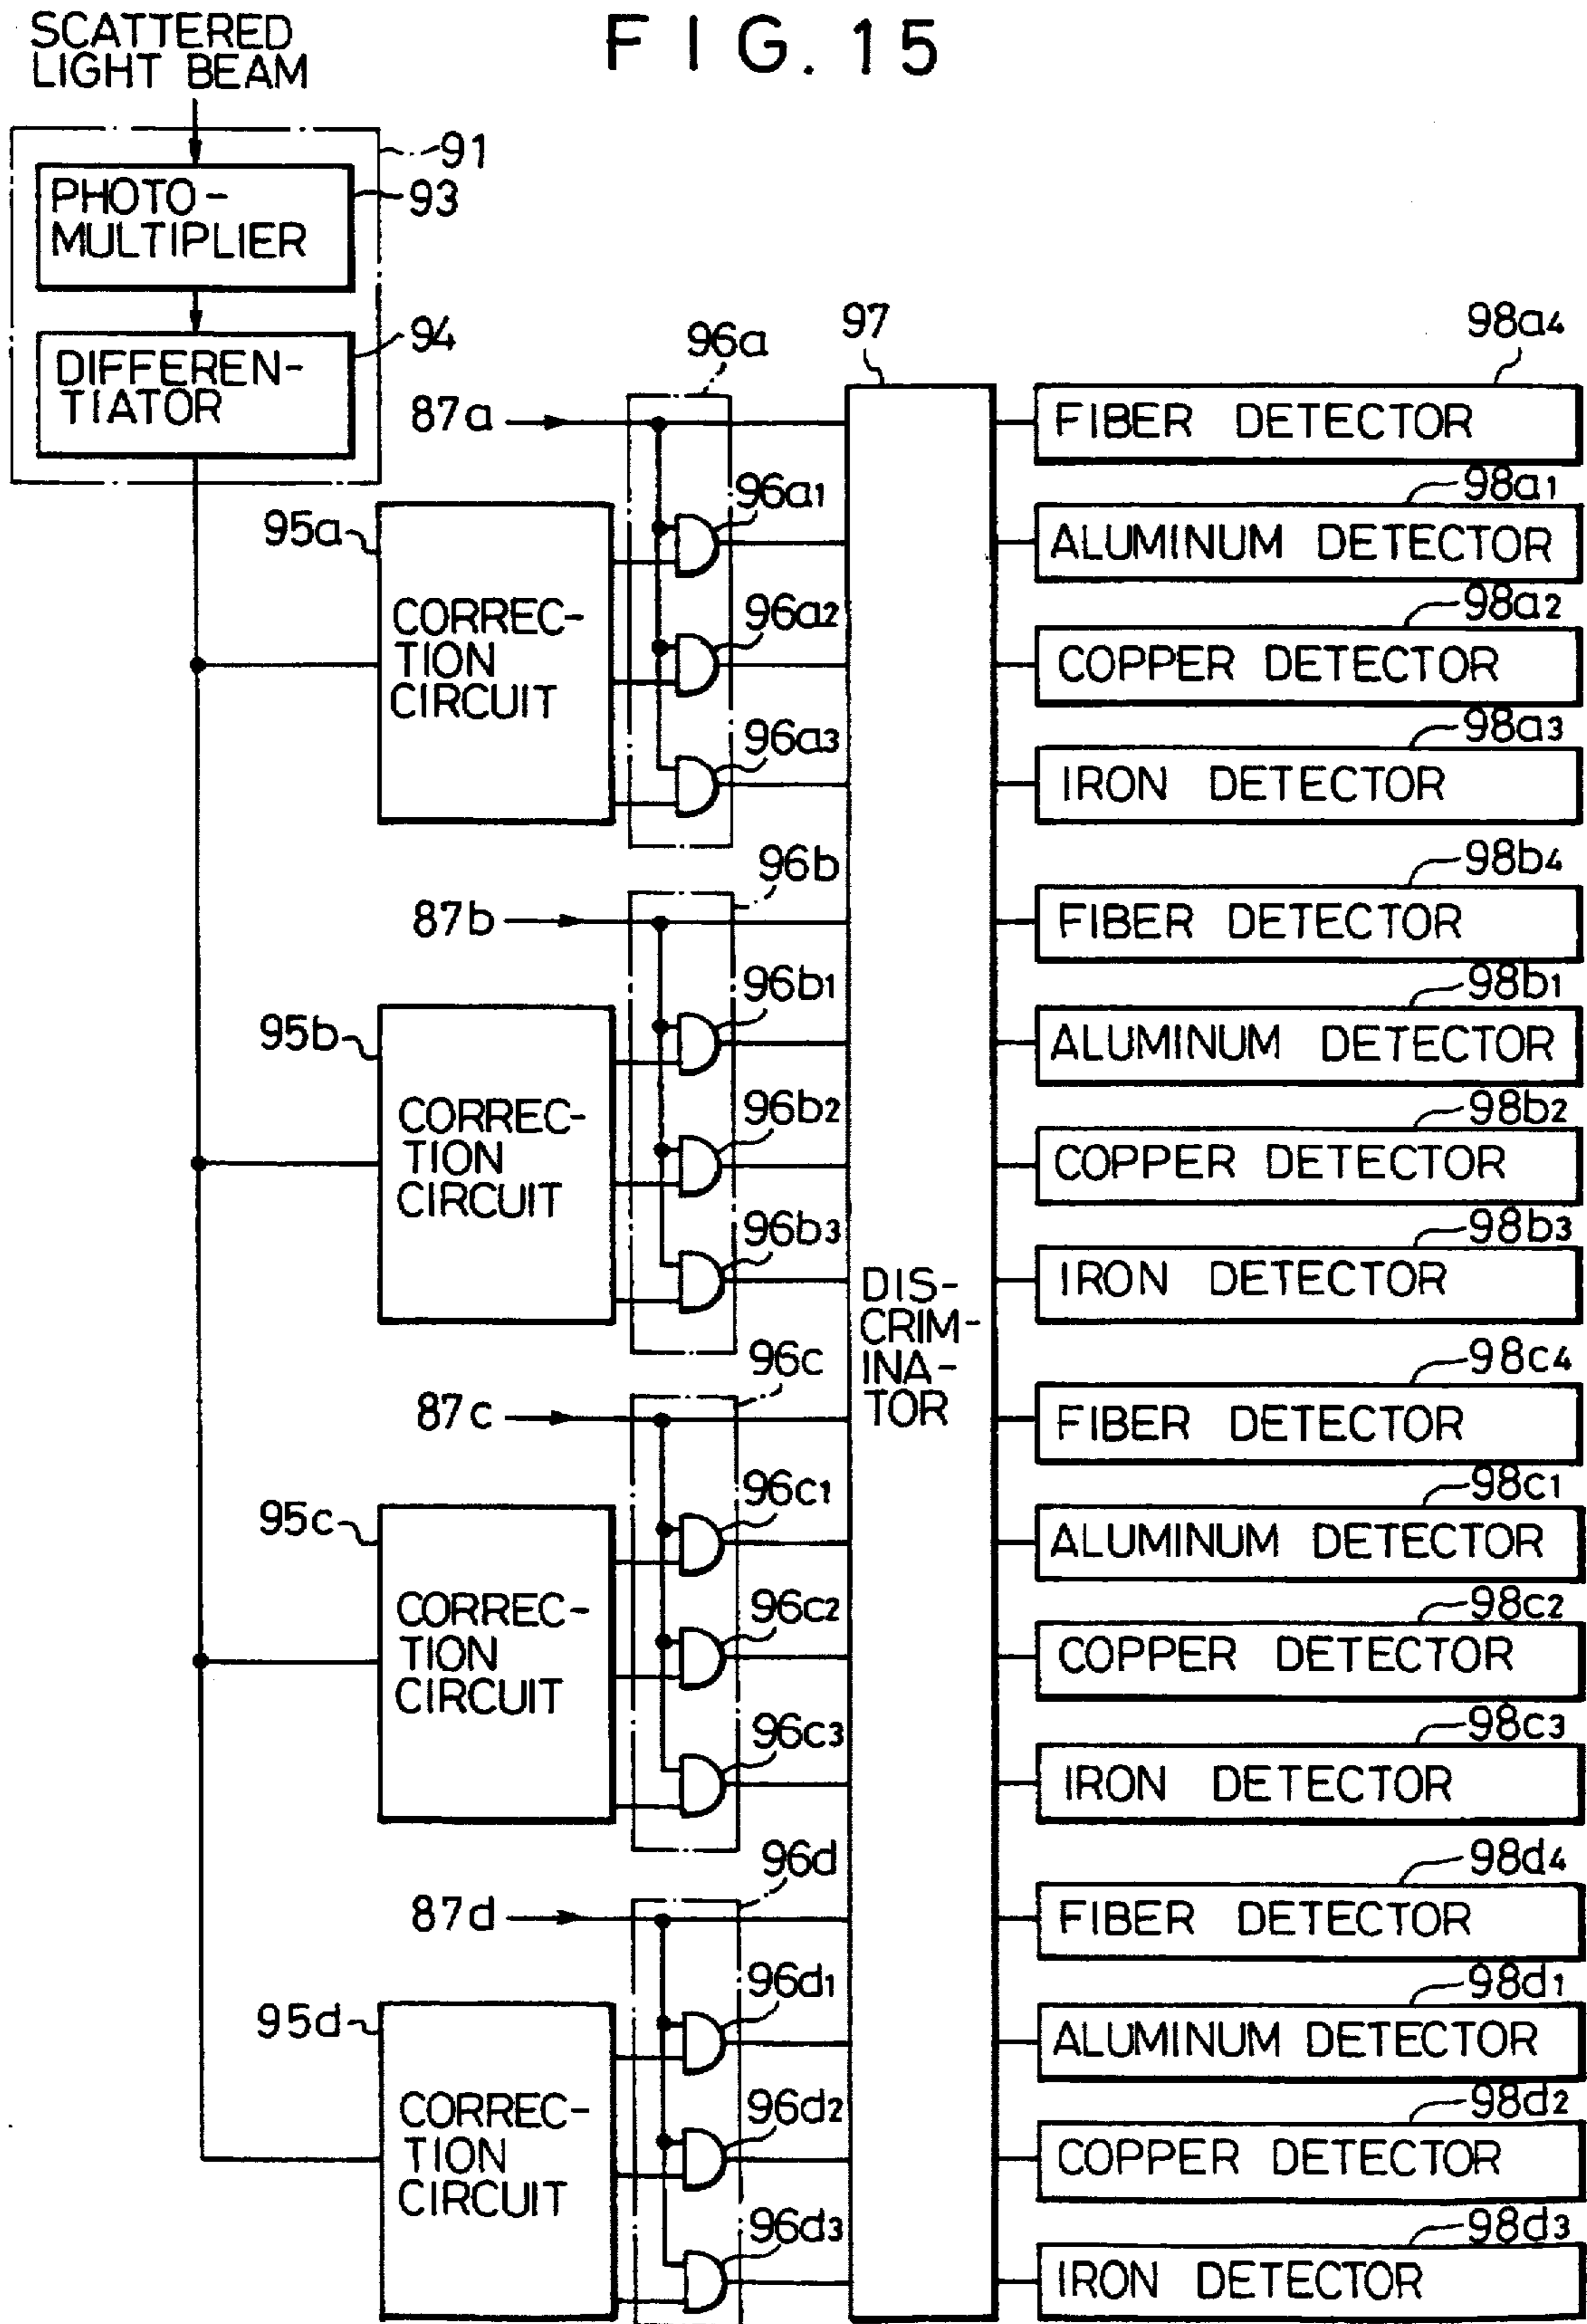 FIG. 15
SCATTERED
LIGHT BEAM
91
PHOTO-
MULTIPLIER
93
DIFFEREN-
TIATOR
94
87a
96a
97
98a4
FIBER DETECTOR
95a
CORREC-
TION
CIRCUIT
96a1
98a1
ALUMINUM DETECTOR
96a2
98a2
COPPER DETECTOR
96a3
98a3
IRON DETECTOR
87b
96b
98b4
FIBER DETECTOR
95b
CORREC-
TION
CIRCUIT
96b1
98b1
ALUMINUM DETECTOR
96b2
98b2
COPPER DETECTOR
96b3
98b3
IRON DETECTOR
DIS-
CRIM-
INA-
TOR
87c
96c
98c4
FIBER DETECTOR
95c
CORREC-
TION
CIRCUIT
96c1
98c1
ALUMINUM DETECTOR
96c2
98c2
COPPER DETECTOR
96c3
98c3
IRON DETECTOR
87d
96d
98d4
FIBER DETECTOR
95d
CORREC-
TION
CIRCUIT
96d1
98d1
ALUMINUM DETECTOR
96d2
98d2
COPPER DETECTOR
96d3
98d3
IRON DETECTOR